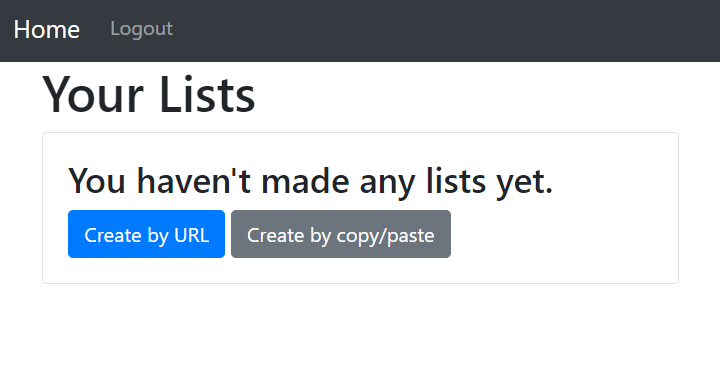 Home Logout
Your Lists
You haven't made any lists yet.
Create by URL Create by copy/paste